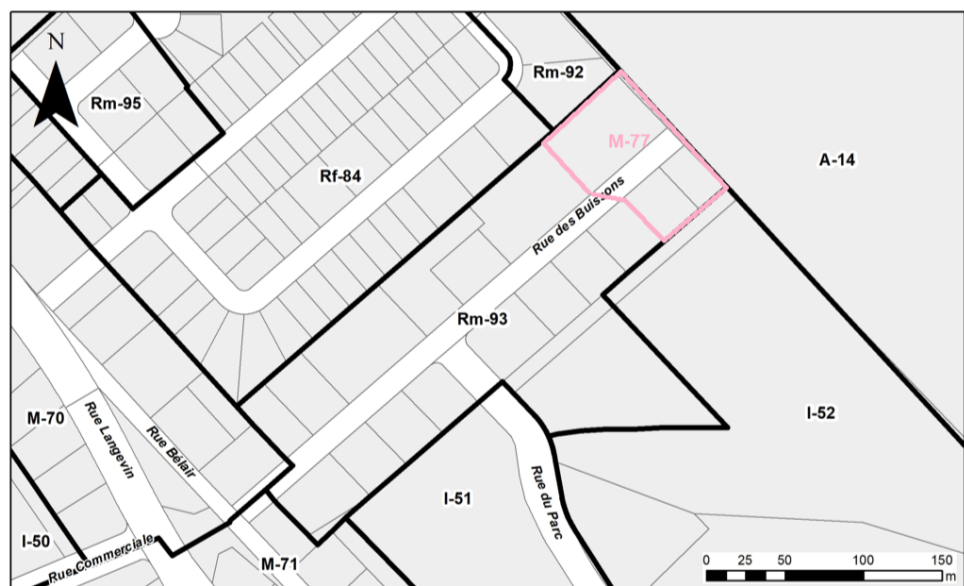 N
Rm-92
Rm-95
M-77
A-14
Rf-84
Rue des Buissons
Rm-93
M-70
Rue Langevin
Rue Bélair
I-52
I-51
Rue du Parc
I-50
Rue Commerciale
M-71
0 25 50 100 150
m